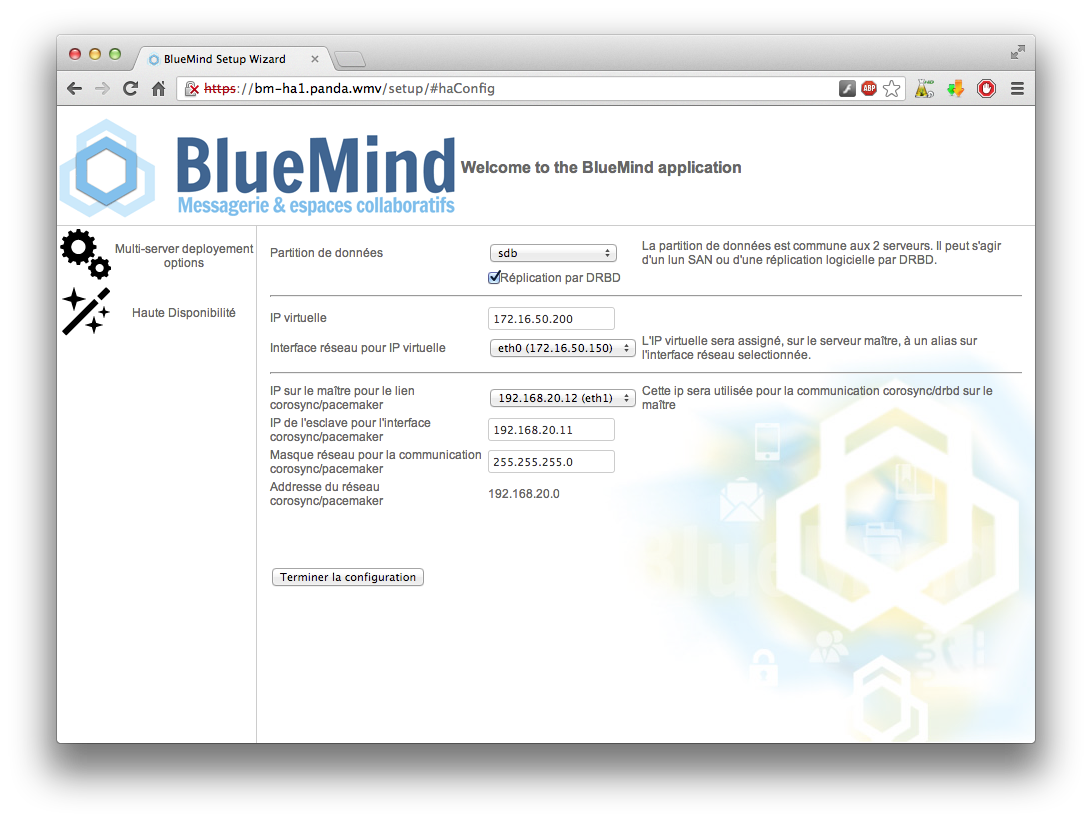 BlueMind Setup Wizard
https://bm-ha1.panda.wmv/setup/#haConfig
ABP
BlueMind
Messagerie & espaces collaboratifs
Welcome to the BlueMind application
Multi-server deployement
options
Haute Disponibilité
Partition de données
sdb
La partition de données est commune aux 2 serveurs. Il peut s'agir
d'un lun SAN ou d'une réplication logicielle par DRBD.
Réplication par DRBD
IP virtuelle
172.16.50.200
Interface réseau pour IP virtuelle
eth0 (172.16.50.150)
L'IP virtuelle sera assigné, sur le serveur maître, à un alias sur
l'interface réseau selectionnée.
IP sur le maître pour le lien
corosync/pacemaker
192.168.20.12 (eth1)
Cette ip sera utilisée pour la communication corosync/drbd sur le
maître
IP de l'esclave pour l'interface
corosync/pacemaker
192.168.20.11
Masque réseau pour la communication
corosync/pacemaker
255.255.255.0
Addresse du réseau
corosync/pacemaker
192.168.20.0
Terminer la configuration